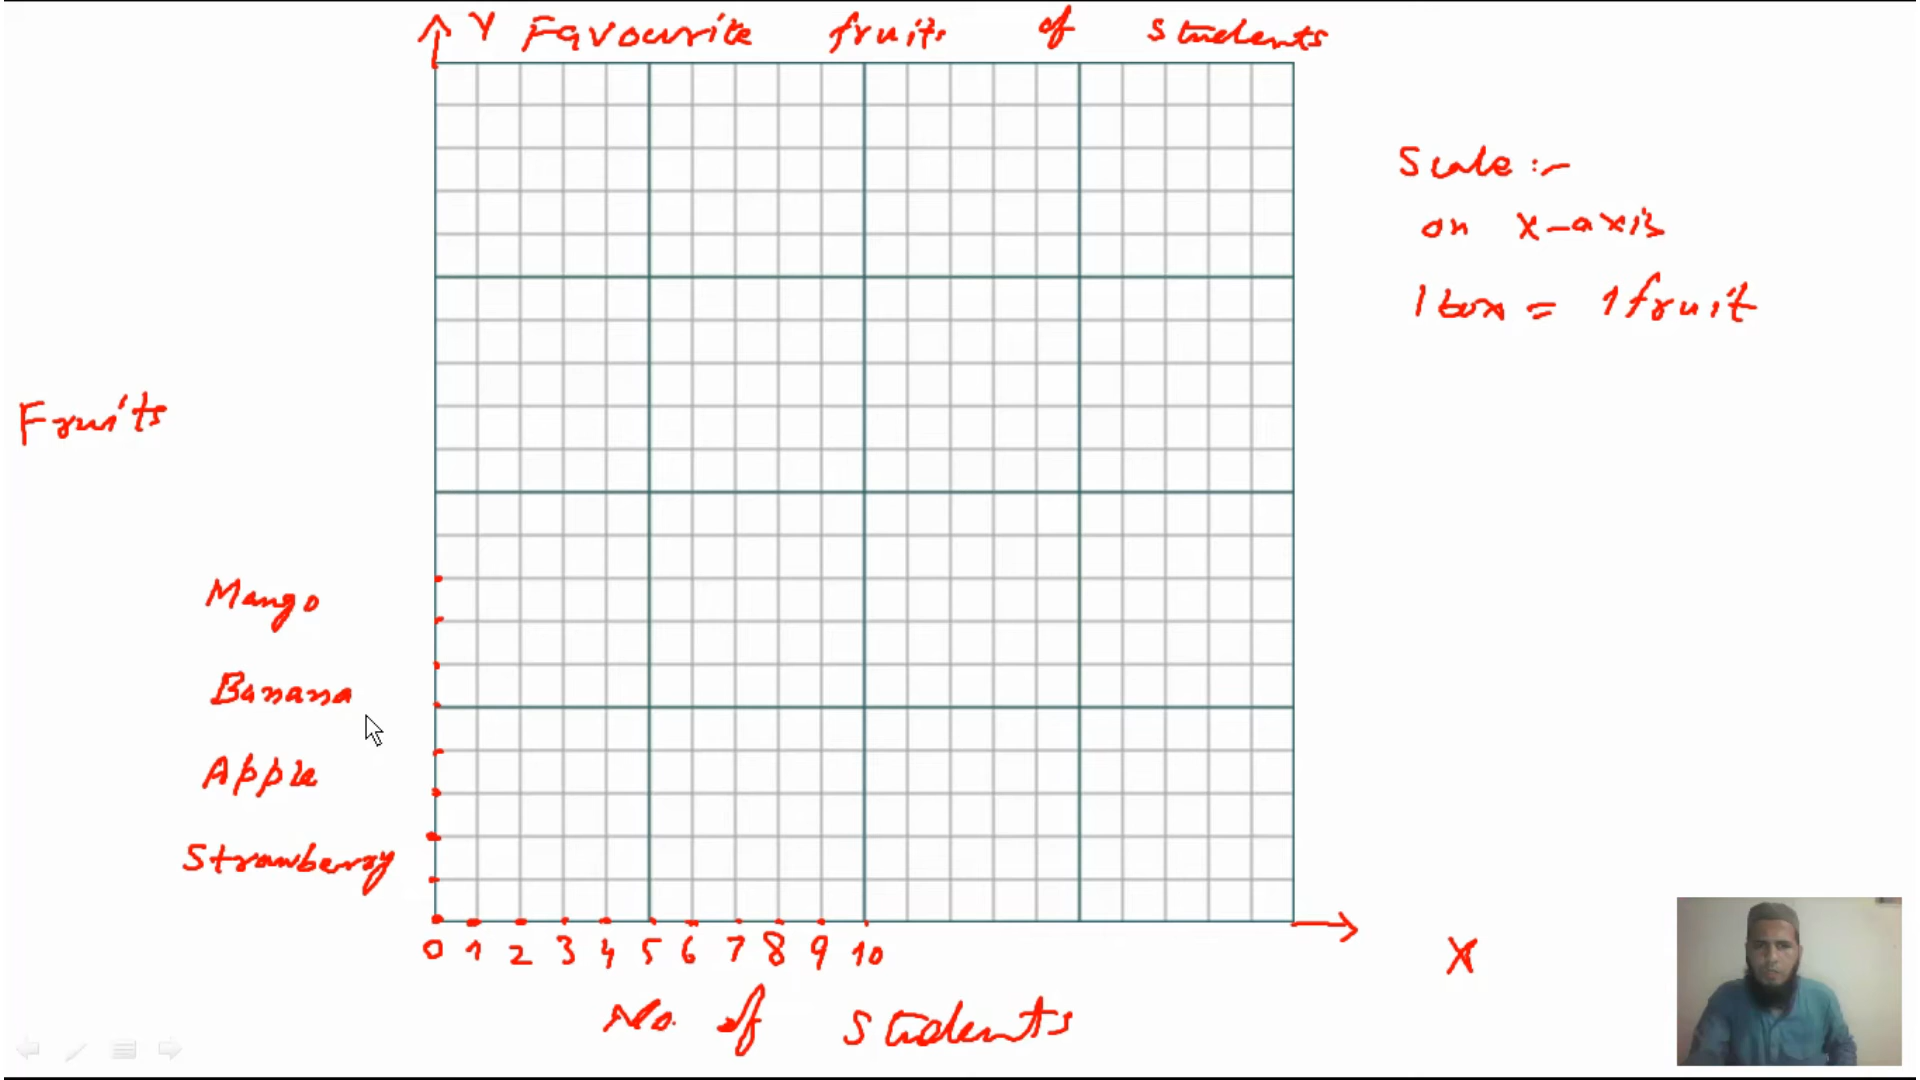 Y Favourite fruits of students
Scale :-
on x-axis
1 box = 1 fruit
Fruits
Mango
Banana
Apple
Strawberry
0 1 2 3 4 5 6 7 8 9 10
X
No. of students